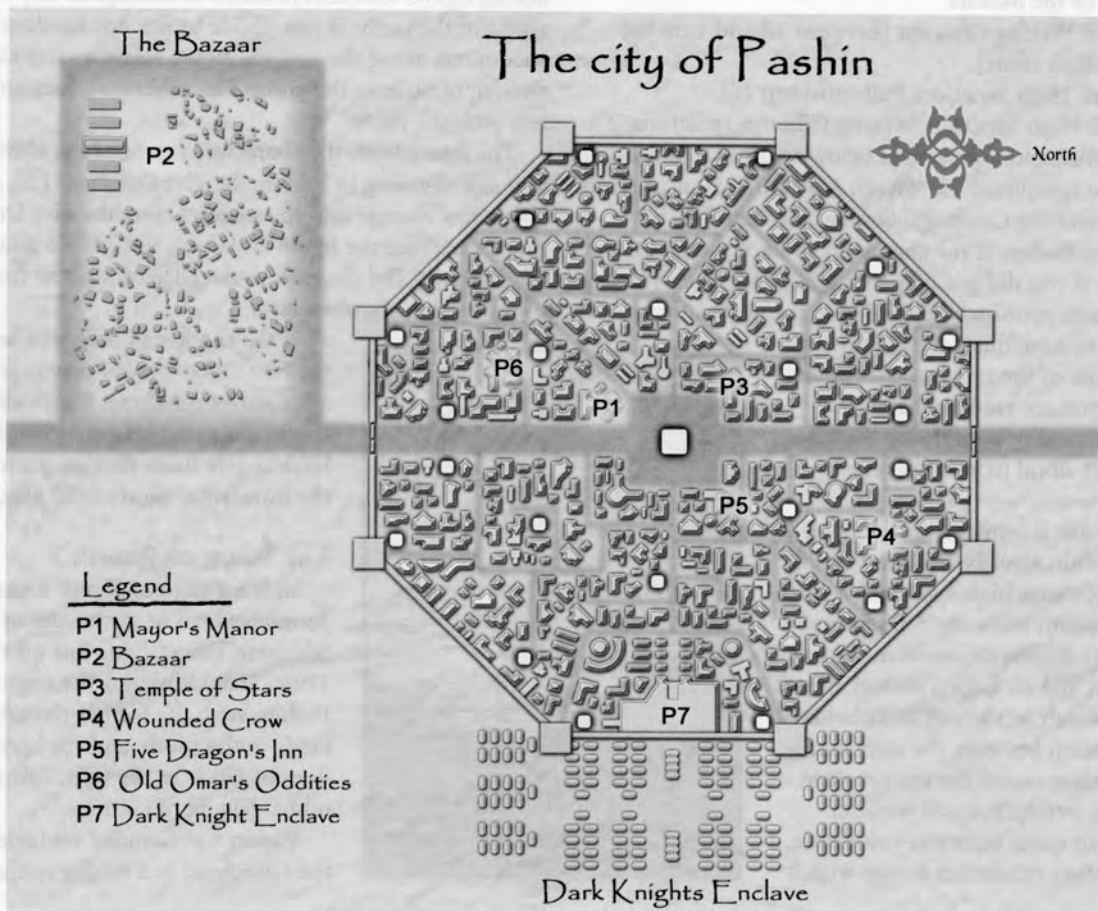 The Bazaar
The city of Pashin
North
P2
P6
P3
P1
P5
P4
P7
Legend
P1 Mayor's Manor
P2 Bazaar
P3 Temple of Stars
P4 Wounded Crow
P5 Five Dragon's Inn
P6 Old Omar's Oddities
P7 Dark Knight Enclave
Dark Knights Enclave